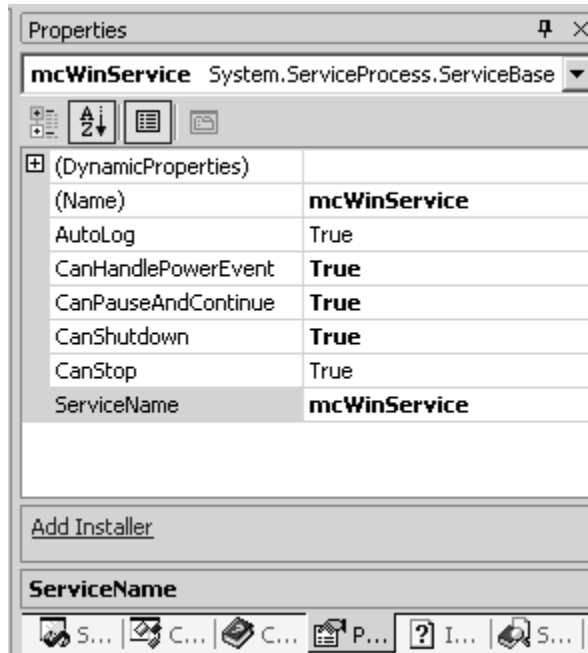 Properties
mcWinService System.ServiceProcess.ServiceBase
(DynamicProperties)
(Name) mcWinService
AutoLog True
CanHandlePowerEvent True
CanPauseAndContinue True
CanShutdown True
CanStop True
ServiceName mcWinService
Add Installer
ServiceName
S... C... C... P... I... S...